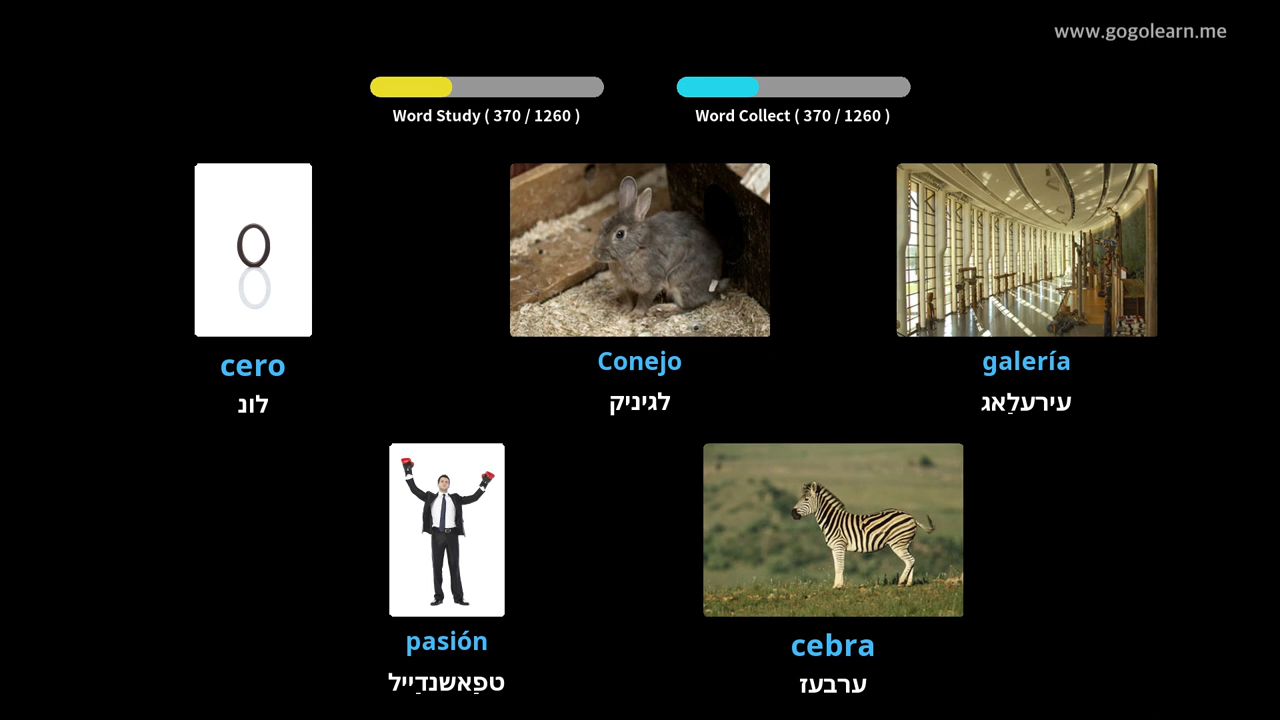 www.gogolearn.me
Word Study ( 370 / 1260 )
Word Collect ( 370 / 1260 )
cero
לונ
Conejo
לגיניק
galería
עירעלַאג
pasión
טפַאשנדַייל
cebra
ערבעז